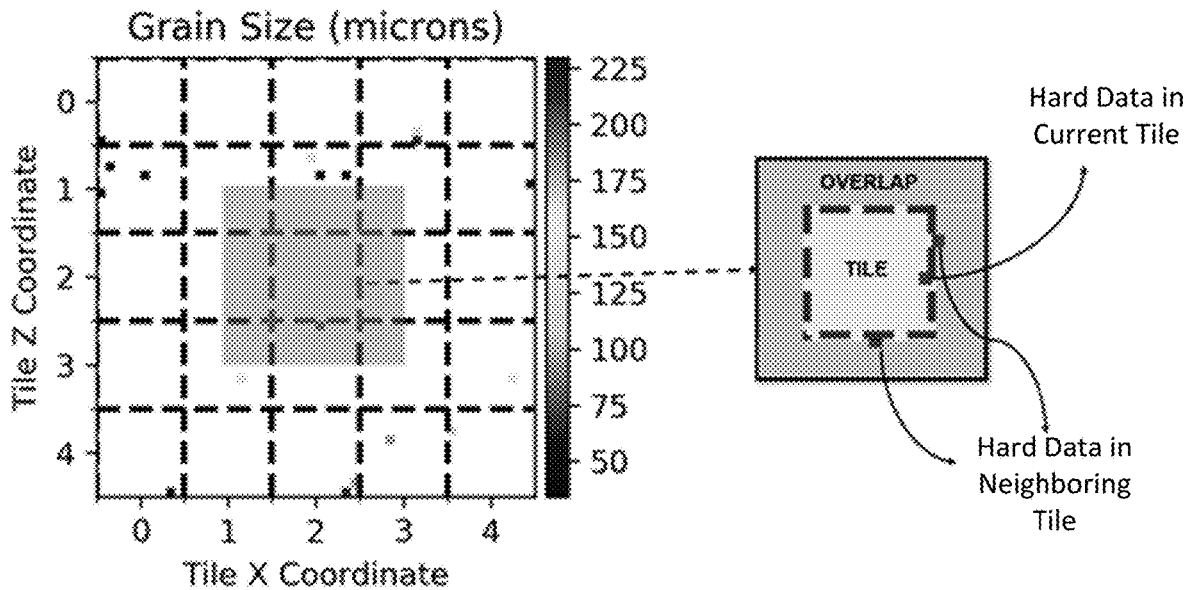 Grain Size (microns)
Tile Z Coordinate
0
1
2
3
4
0 1 2 3 4
Tile X Coordinate
225
200
175
150
125
100
75
50
OVERLAP
TILE
Hard Data in
Current Tile
Hard Data in
Neighboring
Tile